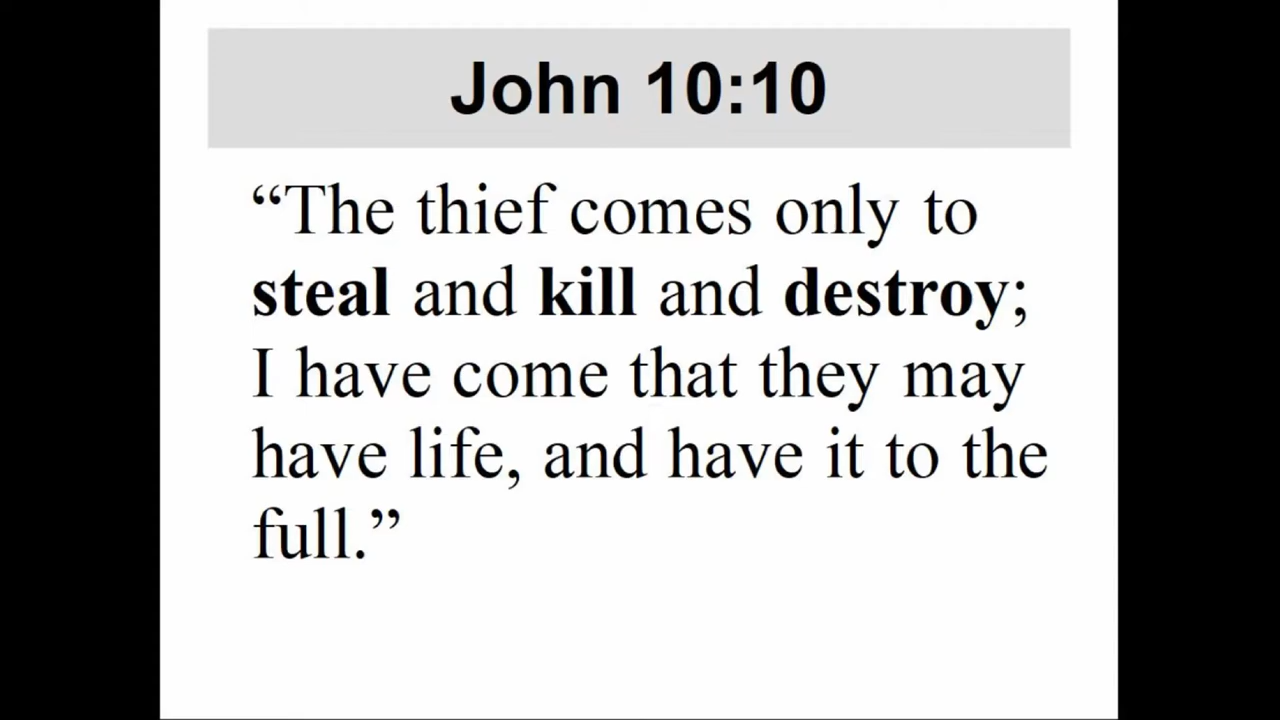 John 10:10
“The thief comes only to
steal and kill and destroy;
I have come that they may
have life, and have it to the
full.”